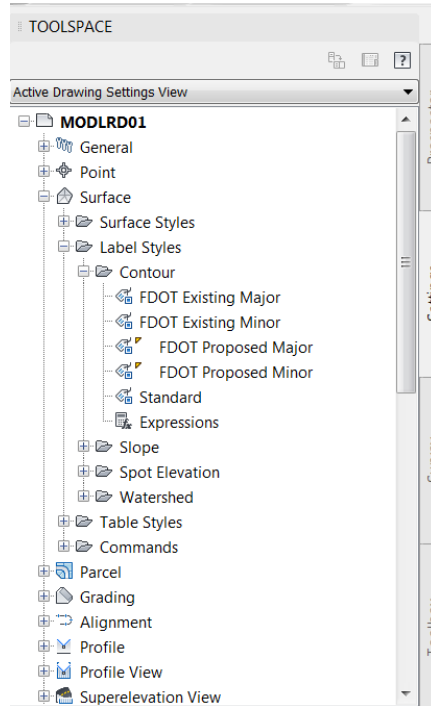 TOOLSPACE
?
Active Drawing Settings View
MODLRD01
General
Point
Surface
Surface Styles
Label Styles
Contour
FDOT Existing Major
FDOT Existing Minor
FDOT Proposed Major
FDOT Proposed Minor
Standard
Expressions
Slope
Spot Elevation
Watershed
Table Styles
Commands
Parcel
Grading
Alignment
Profile
Profile View
Superelevation View